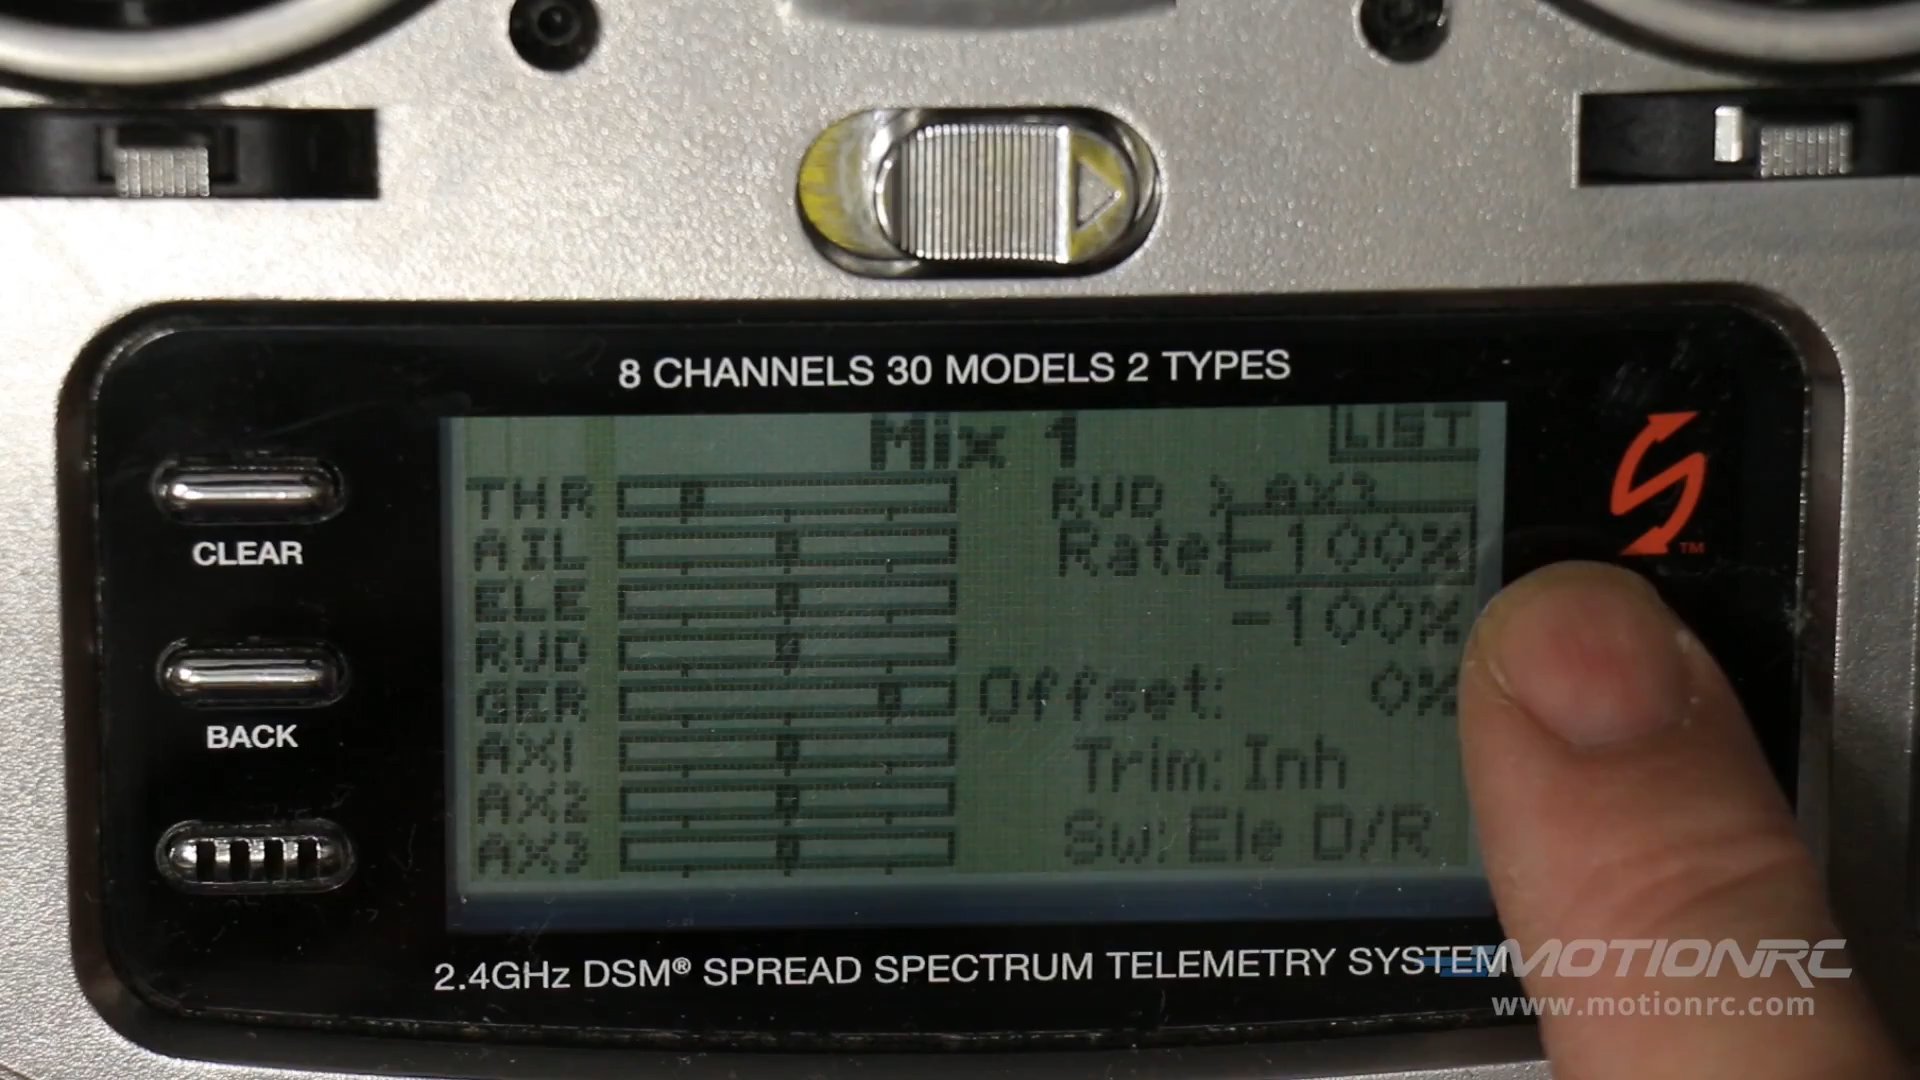 8 CHANNELS 30 MODELS 2 TYPES
Mix 1
LIST
THR
RUD > AX3
AIL
Rate: -100%
ELE
-100%
RUD
GER
Offset: 0%
AX1
Trim: Inh
AX2
Sw: Ele D/R
AX3
CLEAR
BACK
TM
2.4GHz DSM® SPREAD SPECTRUM TELEMETRY SYSTEM
MOTIONRC
www.motionrc.com